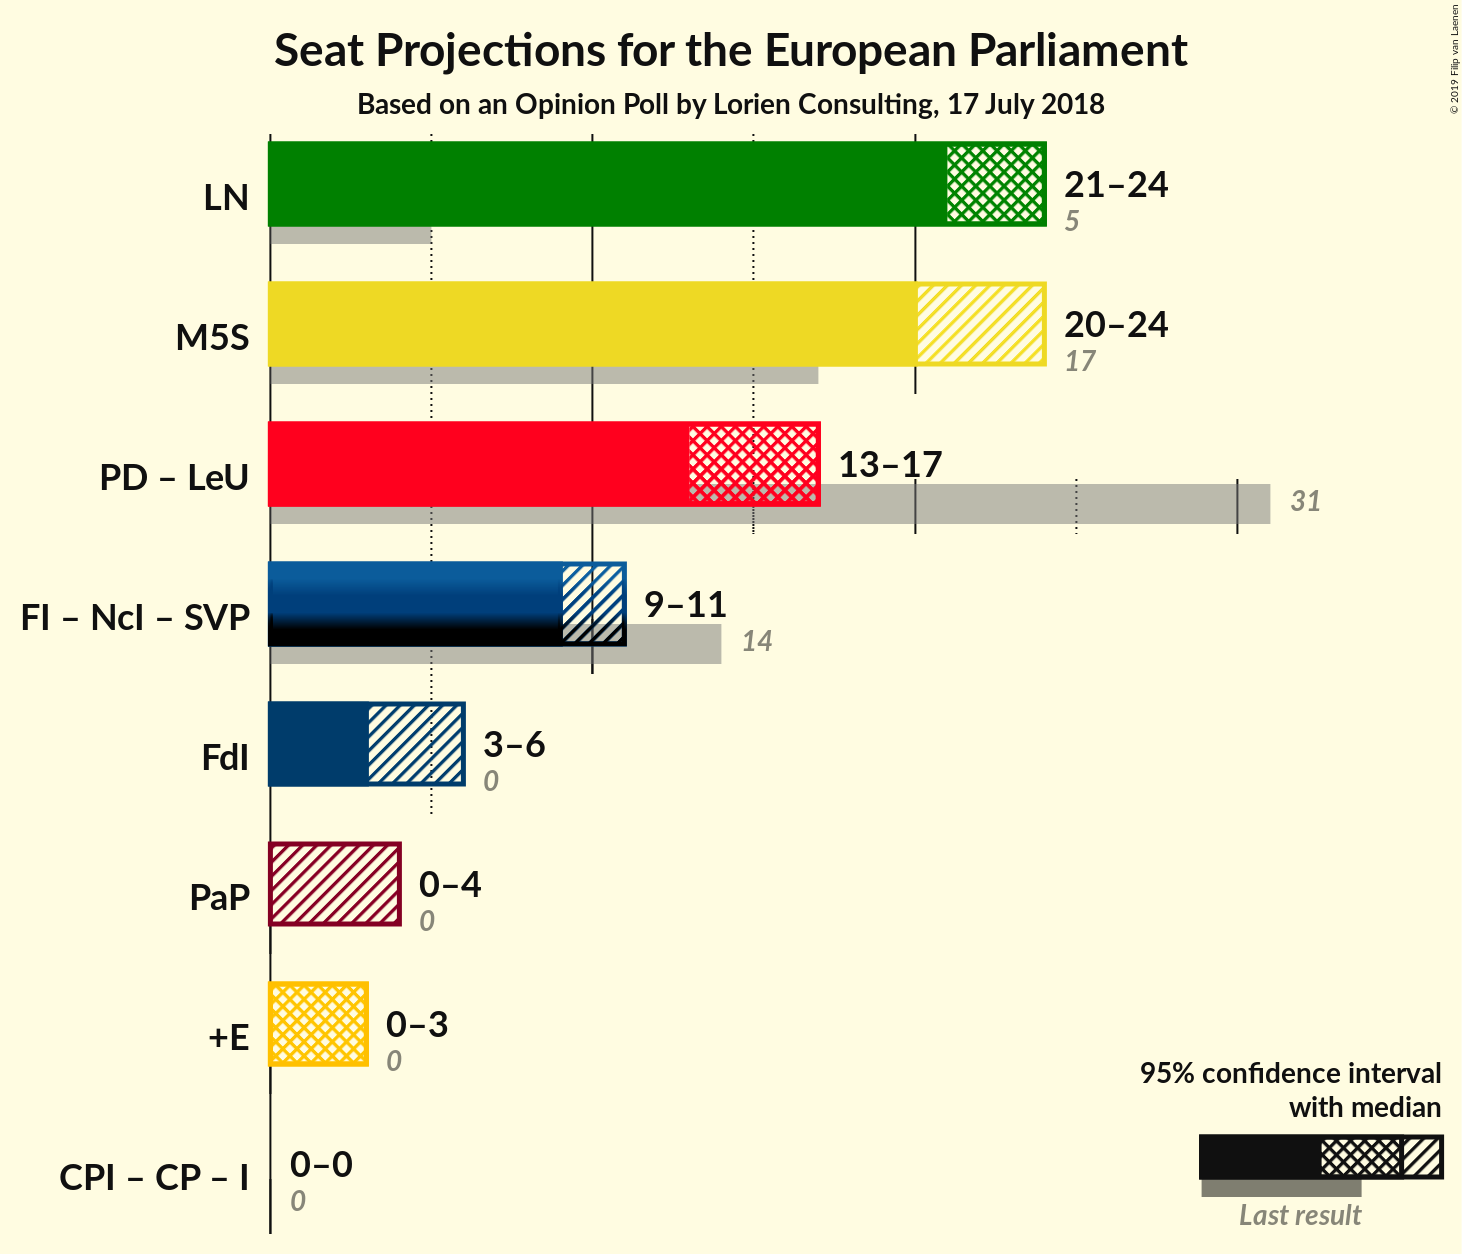 Seat Projections for the European Parliament
Based on an Opinion Poll by Lorien Consulting, 17 July 2018
© 2019 Filip van Laenen
LN
21–24
5
M5S
20–24
17
PD – LeU
13–17
31
FI – NcI – SVP
9–11
14
FdI
3–6
0
PaP
0–4
0
+E
0–3
0
CPI – CP – I
0–0
0
95% confidence interval
with median
Last result